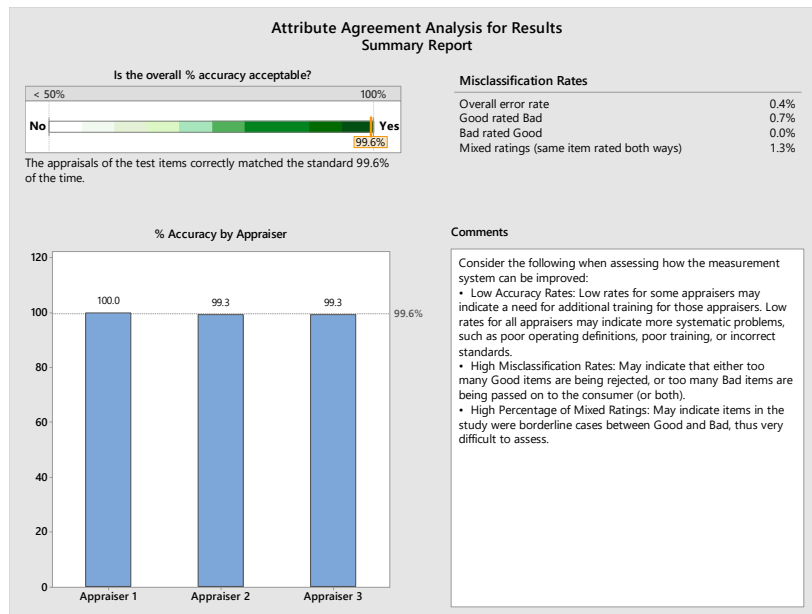 Attribute Agreement Analysis for Results
Summary Report
Is the overall % accuracy acceptable?
< 50% 100%
No Yes
99.6%
The appraisals of the test items correctly matched the standard 99.6%
of the time.
Misclassification Rates
Overall error rate 0.4%
Good rated Bad 0.7%
Bad rated Good 0.0%
Mixed ratings (same item rated both ways) 1.3%
% Accuracy by Appraiser
120
100
80
60
40
20
0
100.0 99.3 99.3
99.6%
Appraiser 1 Appraiser 2 Appraiser 3
Comments
Consider the following when assessing how the measurement
system can be improved:
• Low Accuracy Rates: Low rates for some appraisers may
indicate a need for additional training for those appraisers. Low
rates for all appraisers may indicate more systematic problems,
such as poor operating definitions, poor training, or incorrect
standards.
• High Misclassification Rates: May indicate that either too
many Good items are being rejected, or too many Bad items are
being passed on to the consumer (or both).
• High Percentage of Mixed Ratings: May indicate items in the
study were borderline cases between Good and Bad, thus very
difficult to assess.